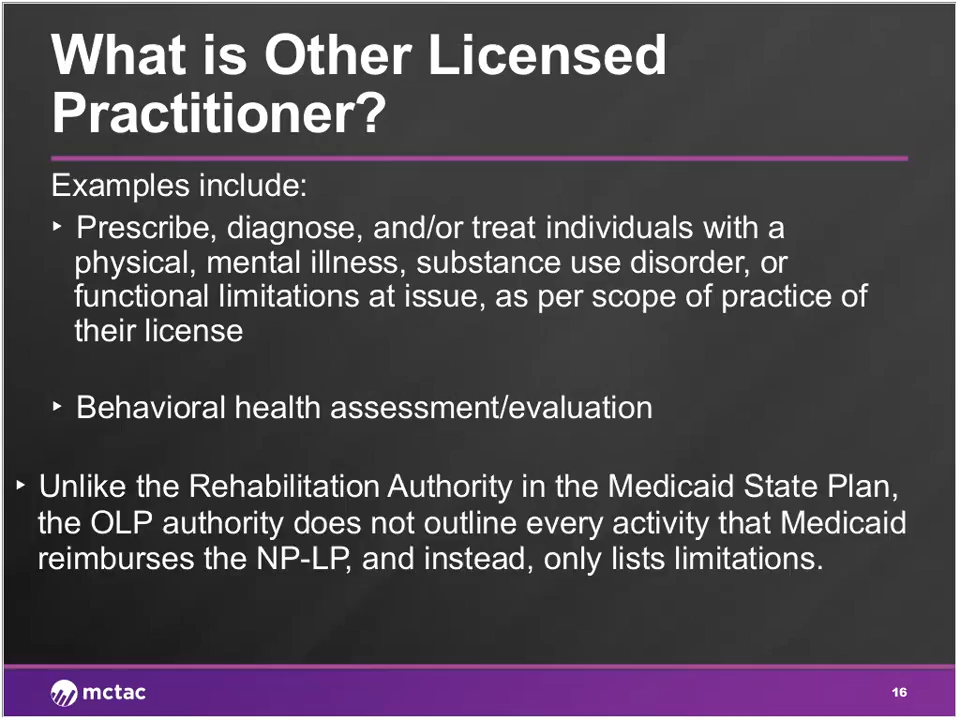 What is Other Licensed
Practitioner?
Examples include:
‣ Prescribe, diagnose, and/or treat individuals with a
physical, mental illness, substance use disorder, or
functional limitations at issue, as per scope of practice of
their license
‣ Behavioral health assessment/evaluation
‣ Unlike the Rehabilitation Authority in the Medicaid State Plan,
the OLP authority does not outline every activity that Medicaid
reimburses the NP-LP, and instead, only lists limitations.
mctac
16